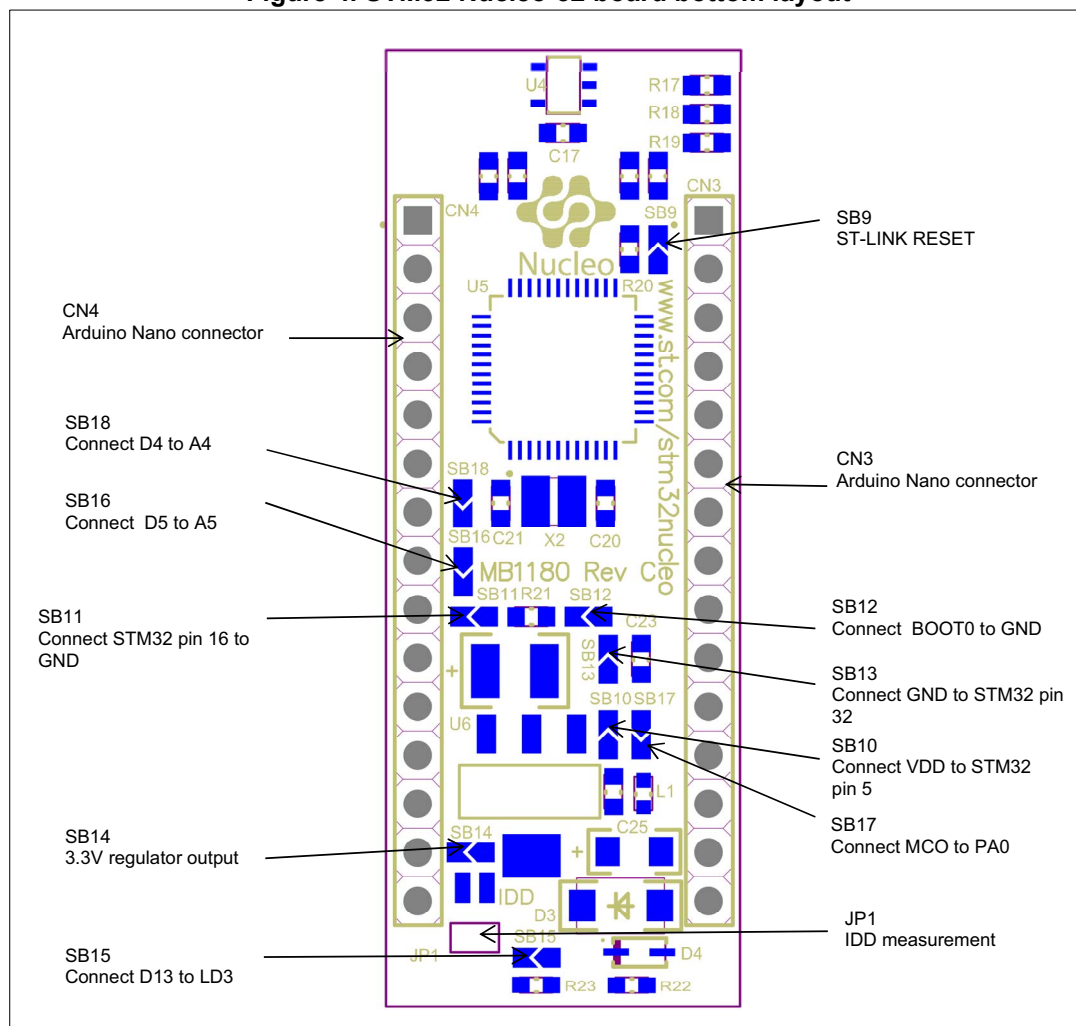 Figure 4. STM32 Nucleo-32 board bottom layout
U4
R17
R18
R19
C17
CN3
CN4
SB9
SB9
ST-LINK RESET
Nucleo
U5
R20
www.st.com/stm32nucleo
CN4
Arduino Nano connector
SB18
Connect D4 to A4
SB18
CN3
Arduino Nano connector
SB16
Connect D5 to A5
SB16
C21
X2
C20
MB1180 Rev C
SB11
R21
SB12
SB11
Connect STM32 pin 16 to
GND
SB12
Connect BOOT0 to GND
C23
SB13
SB13
Connect GND to STM32 pin
32
+
SB10
SB17
U6
SB10
Connect VDD to STM32
pin 5
L1
SB17
Connect MCO to PA0
SB14
3.3V regulator output
SB14
C25
+
IDD
D3
JP1
IDD measurement
JP1
SB15
D4
SB15
Connect D13 to LD3
R23
R22